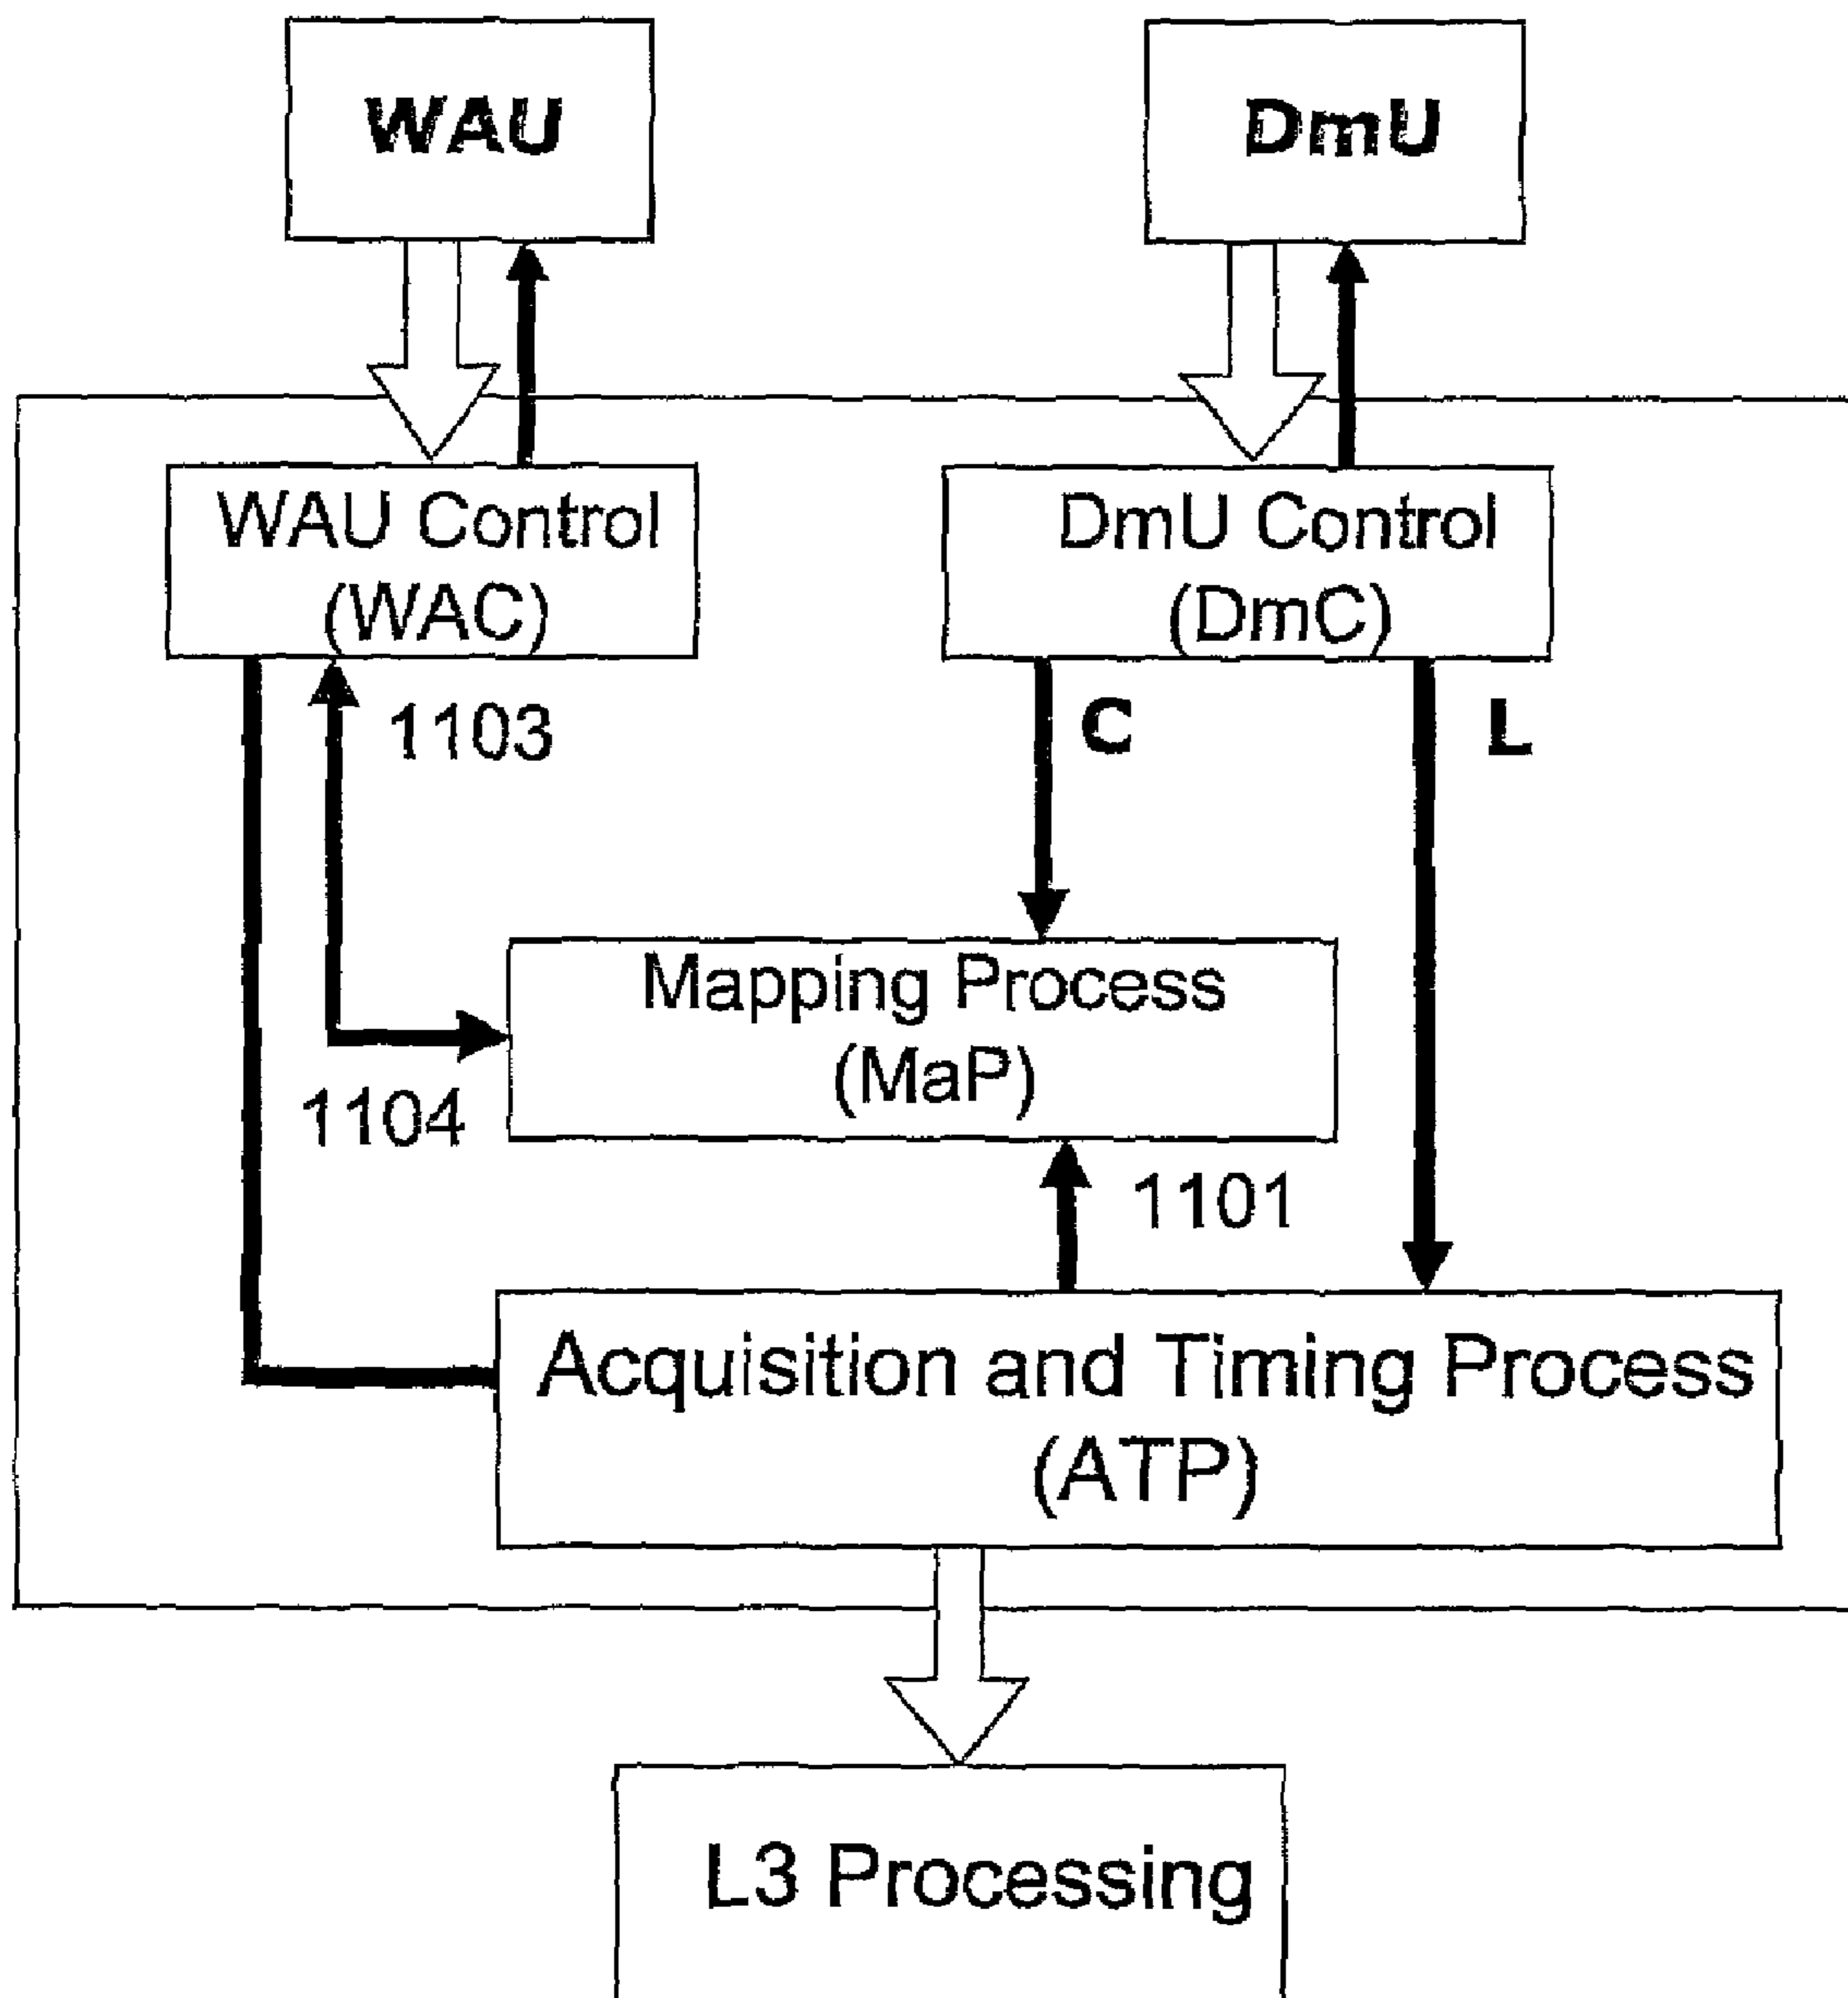 WAU
DmU
WAU Control
(WAC)
DmU Control
(DmC)
1103
C
L
Mapping Process
(MaP)
1104
1101
Acquisition and Timing Process
(ATP)
L3 Processing